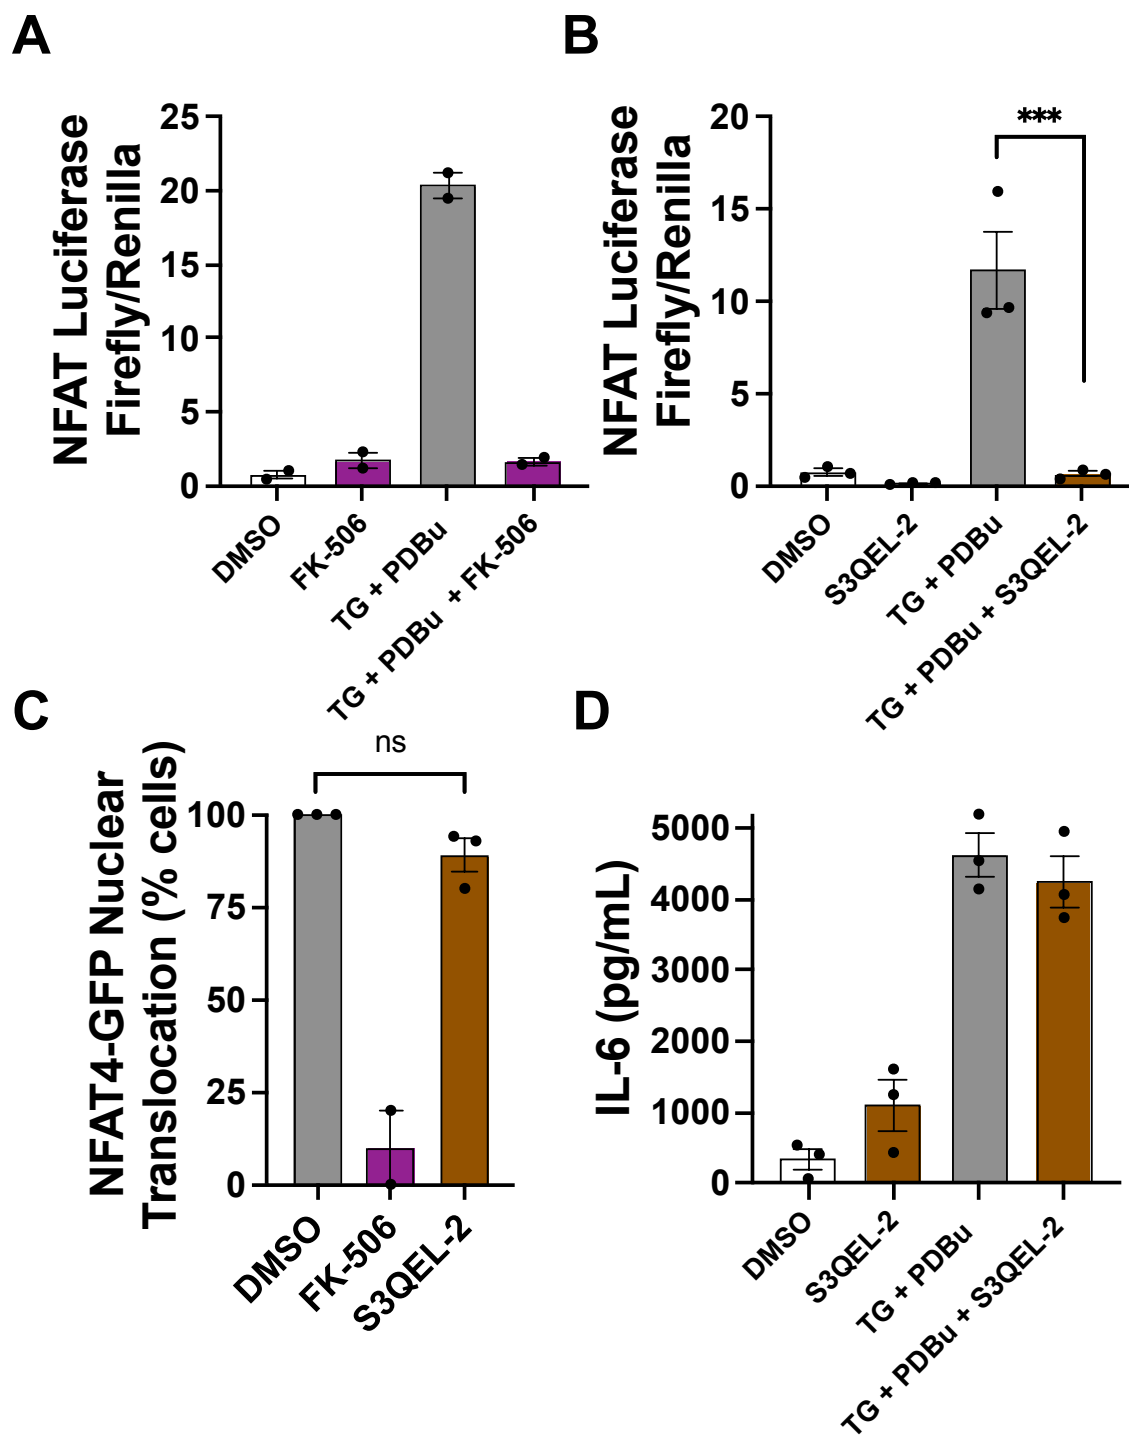 A
NFAT Luciferase
Firefly/Renilla
25
20
15
10
5
0
DMSO
FK-506
TG + PDBu
TG + PDBu + FK-506
B
NFAT Luciferase
Firefly/Renilla
20
15
10
5
0
***
DMSO
S3QEL-2
TG + PDBu
TG + PDBu + S3QEL-2
C
NFAT4-GFP Nuclear
Translocation (% cells)
100
75
50
25
0
ns
DMSO
FK-506
S3QEL-2
D
IL-6 (pg/mL)
5000
4000
3000
2000
1000
0
DMSO
S3QEL-2
TG + PDBu
TG + PDBu + S3QEL-2